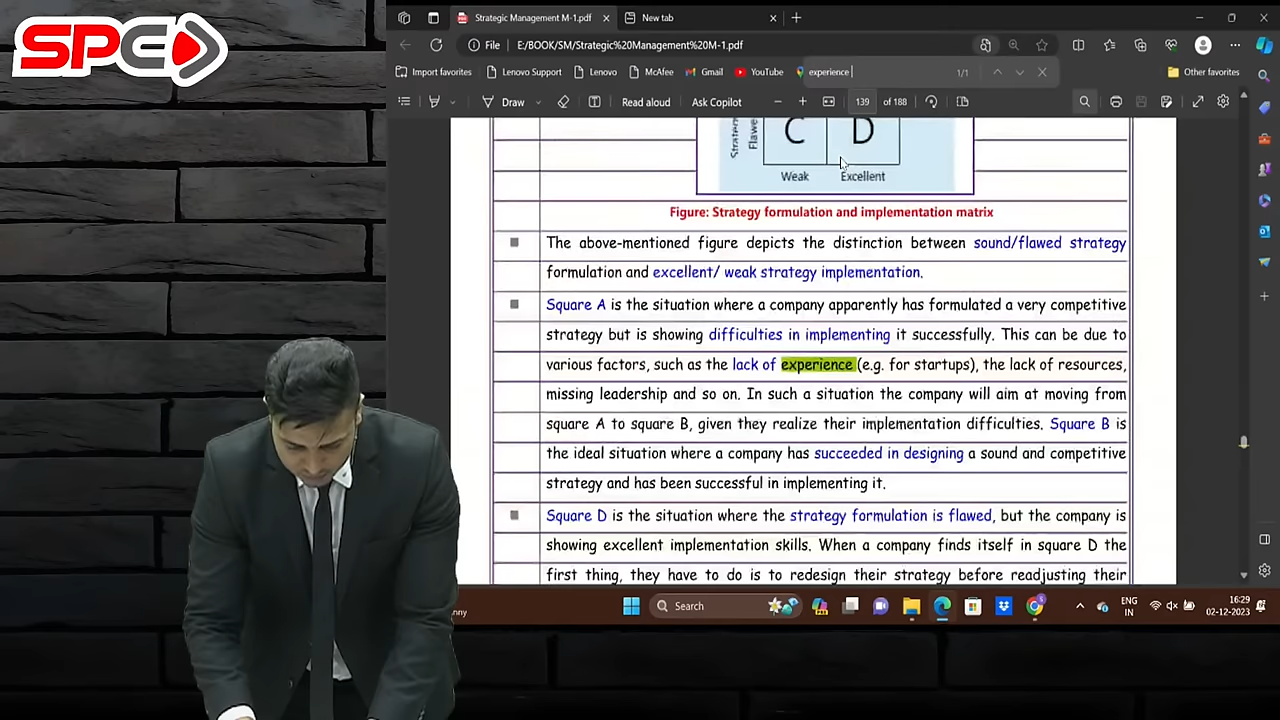 SPC
Strategic Management M-1.pdf
New tab
File
E:/BOOK/SM/Strategic%20Management%20M-1.pdf
Import favorites
Lenovo Support
Lenovo
McAfee
Gmail
YouTube
experience
1/1
Other favorites
Draw
Read aloud
Ask Copilot
139 of 188
Flawe
C D
Weak Excellent
Figure: Strategy formulation and implementation matrix
The above-mentioned figure depicts the distinction between sound/flawed strategy
formulation and excellent/ weak strategy implementation.
Square A is the situation where a company apparently has formulated a very competitive
strategy but is showing difficulties in implementing it successfully. This can be due to
various factors, such as the lack of experience (e.g. for startups), the lack of resources,
missing leadership and so on. In such a situation the company will aim at moving from
square A to square B, given they realize their implementation difficulties. Square B is
the ideal situation where a company has succeeded in designing a sound and competitive
strategy and has been successful in implementing it.
Square D is the situation where the strategy formulation is flawed, but the company is
showing excellent implementation skills. When a company finds itself in square D the
first thing, they have to do is to redesign their strategy before readjusting their
nny
Search
ENG
IN
16:29
02-12-2023